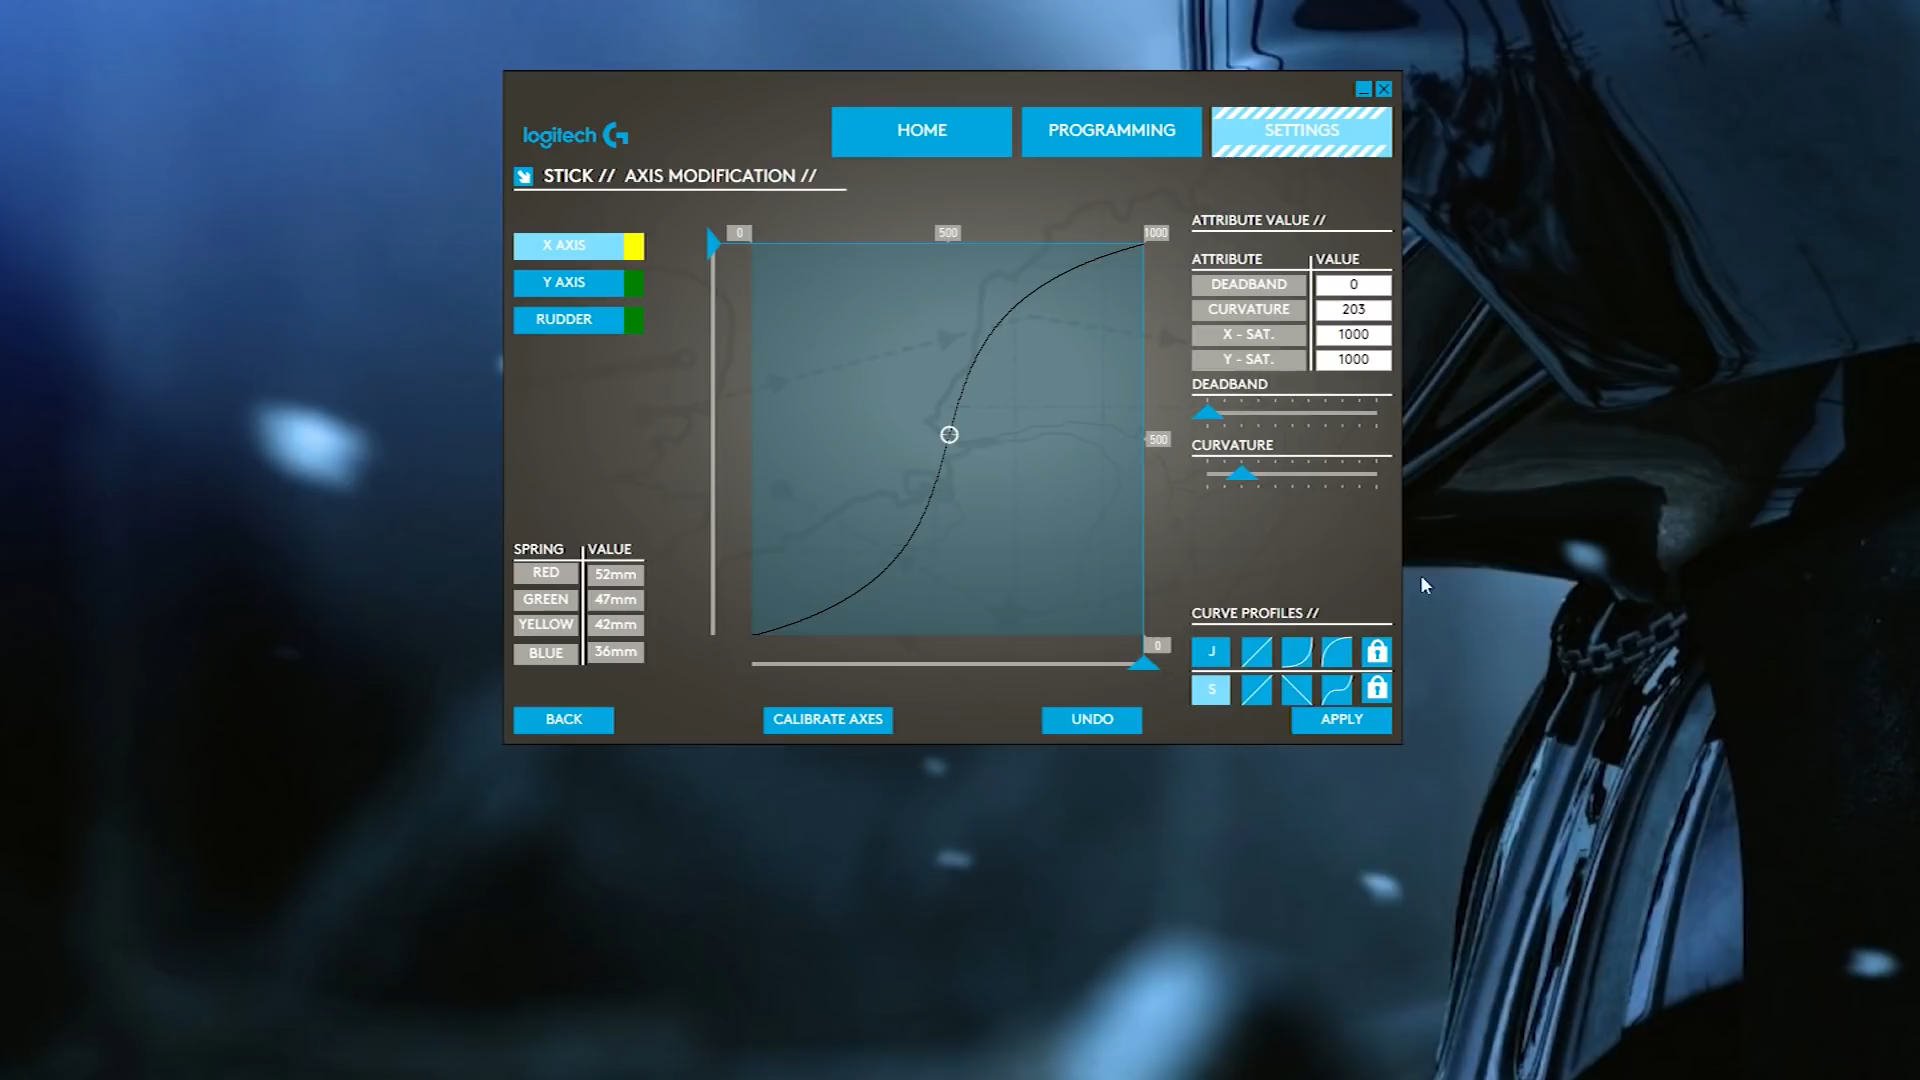 logitech G
HOME
PROGRAMMING
SETTINGS
STICK // AXIS MODIFICATION //
X AXIS
Y AXIS
RUDDER
0
500
1000
500
0
ATTRIBUTE VALUE //
ATTRIBUTE VALUE
DEADBAND 0
CURVATURE 203
X - SAT. 1000
Y - SAT. 1000
DEADBAND
CURVATURE
SPRING VALUE
RED 52mm
GREEN 47mm
YELLOW 42mm
BLUE 36mm
CURVE PROFILES //
J
S
BACK
CALIBRATE AXES
UNDO
APPLY